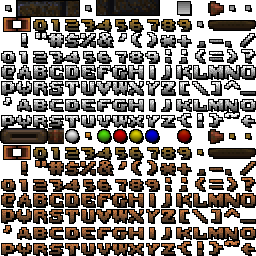 []0123456789
!"#$%&'()*+,-./
0123456789:;<=>?
@ABCDEFGHIJKLMNO
PQRSTUVWXYZ[\]^_
'ABCDEFGHIJKLMNO
PQRSTUVWXYZ{|}~
[]0123456789
!"#$%&'()*+,-./
0123456789:;<=>?
@ABCDEFGHIJKLMNO
PQRSTUVWXYZ[\]^_
'ABCDEFGHIJKLMNO
PQRSTUVWXYZ{|}~